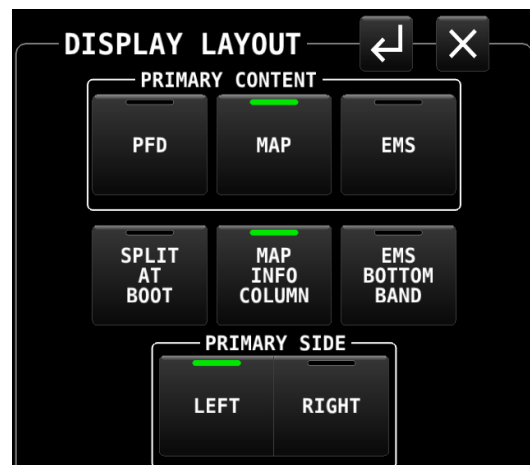 DISPLAY LAYOUT
PRIMARY CONTENT
PFD
MAP
EMS
SPLIT
AT
BOOT
MAP
INFO
COLUMN
EMS
BOTTOM
BAND
PRIMARY SIDE
LEFT
RIGHT